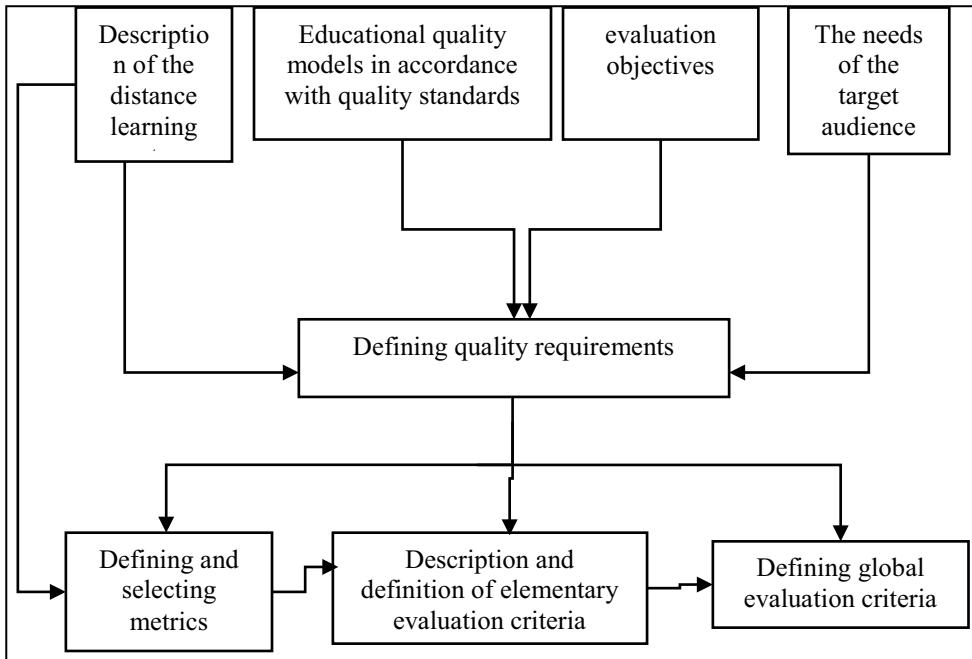 Descriptio
n of the
distance
learning
Educational quality
models in accordance
with quality standards
evaluation
objectives
The needs
of the
target
audience
Defining quality requirements
Defining and
selecting
metrics
Description and
definition of elementary
evaluation criteria
Defining global
evaluation criteria